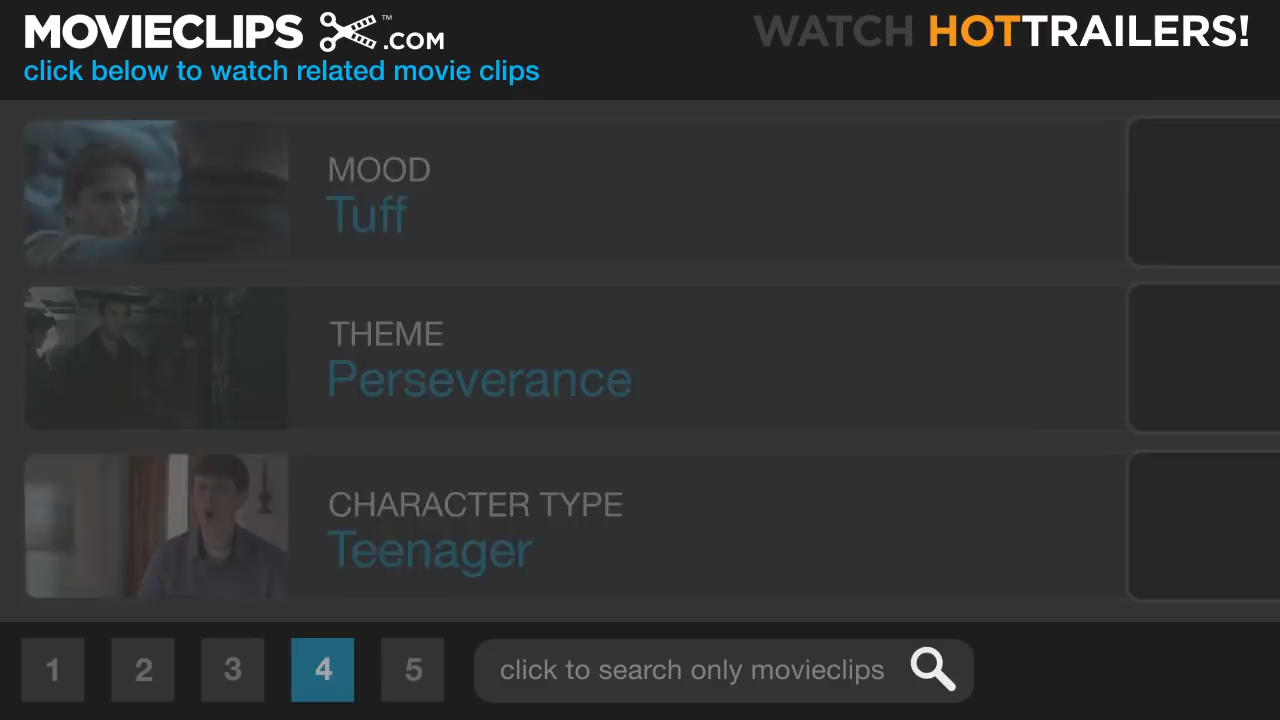 MOVIECLIPS ™ .COM
WATCH HOTTRAILERS!
click below to watch related movie clips
MOOD
Tuff
THEME
Perseverance
CHARACTER TYPE
Teenager
1 2 3 4 5
click to search only movieclips